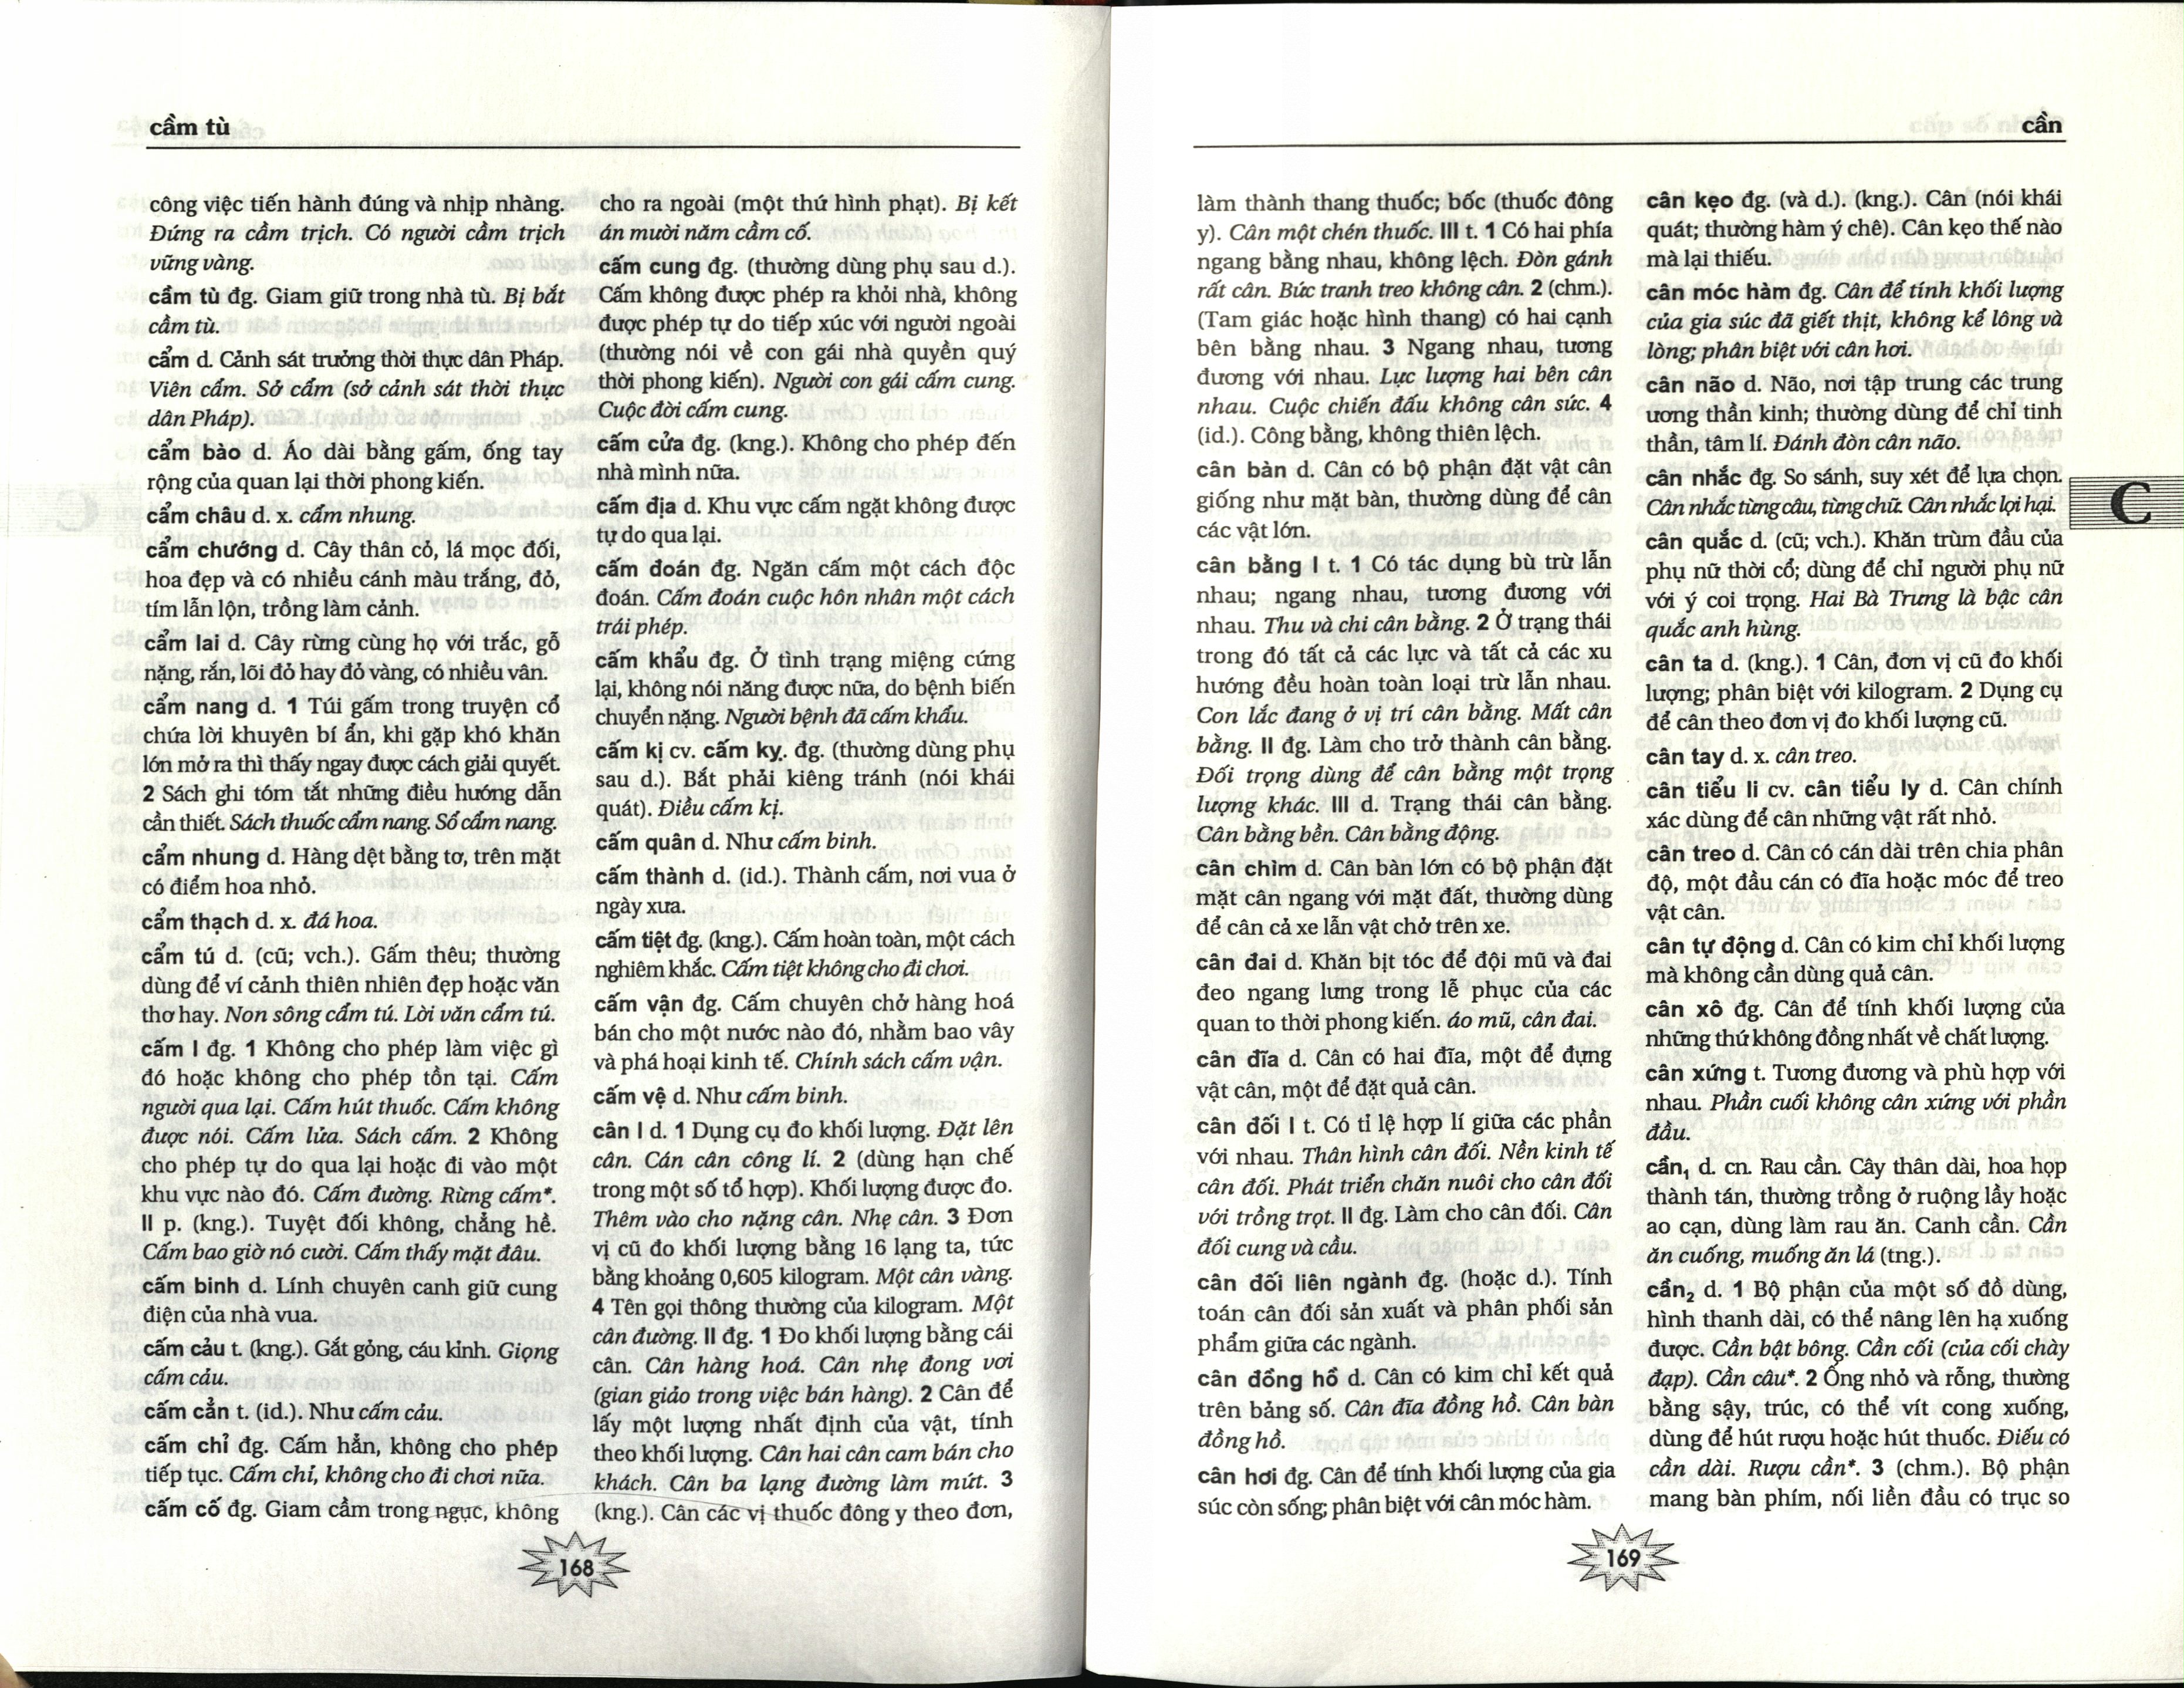 cầm tù
công việc tiến hành đúng và nhịp nhàng.
Đứng ra cầm trịch. Có người cầm trịch
vững vàng.
cầm tù đg. Giam giữ trong nhà tù. Bị bắt
cầm tù.
cẩm d. Cảnh sát trưởng thời thực dân Pháp.
Viên cẩm. Sở cẩm (sở cảnh sát thời thực
dân Pháp).
cẩm bào d. Áo dài bằng gấm, ống tay
rộng của quan lại thời phong kiến.
cẩm châu d. x. cẩm nhung.
cẩm chướng d. Cây thân cỏ, lá mọc đối,
hoa đẹp và có nhiều cánh màu trắng, đỏ,
tím lẫn lộn, trồng làm cảnh.
cẩm lai d. Cây rừng cùng họ với trắc, gỗ
nặng, rắn, lõi đỏ hay đỏ vàng, có nhiều vân.
cẩm nang d. 1 Túi gấm trong truyện cổ
chứa lời khuyên bí ẩn, khi gặp khó khăn
lớn mở ra thì thấy ngay được cách giải quyết.
2 Sách ghi tóm tắt những điều hướng dẫn
cần thiết. Sách thuốc cẩm nang. Sổ cẩm nang.
cẩm nhung d. Hàng dệt bằng tơ, trên mặt
có điểm hoa nhỏ.
cẩm thạch d. x. đá hoa.
cẩm tú d. (cũ; vch.). Gấm thêu; thường
dùng để ví cảnh thiên nhiên đẹp hoặc văn
thơ hay. Non sông cẩm tú. Lời văn cẩm tú.
cấm I đg. 1 Không cho phép làm việc gì
đó hoặc không cho phép tồn tại. Cấm
người qua lại. Cấm hút thuốc. Cấm không
được nói. Cấm lửa. Sách cấm. 2 Không
cho phép tự do qua lại hoặc đi vào một
khu vực nào đó. Cấm đường. Rừng cấm*.
II p. (kng.). Tuyệt đối không, chẳng hề.
Cấm bao giờ nó cười. Cấm thấy mặt đâu.
cấm binh d. Lính chuyên canh giữ cung
điện của nhà vua.
cấm cảu t. (kng.). Gắt gỏng, cáu kỉnh. Giọng
cấm cảu.
cấm cẳn t. (id.). Như cấm cảu.
cấm chỉ đg. Cấm hẳn, không cho phép
tiếp tục. Cấm chỉ, không cho đi chơi nữa.
cấm cố đg. Giam cầm trong ngục, không
cho ra ngoài (một thứ hình phạt). Bị kết
án mười năm cấm cố.
cấm cung đg. (thường dùng phụ sau d.).
Cấm không được phép ra khỏi nhà, không
được phép tự do tiếp xúc với người ngoài
(thường nói về con gái nhà quyền quý
thời phong kiến). Người con gái cấm cung.
Cuộc đời cấm cung.
cấm cửa đg. (kng.). Không cho phép đến
nhà mình nữa.
cấm địa d. Khu vực cấm ngặt không được
tự do qua lại.
cấm đoán đg. Ngăn cấm một cách độc
đoán. Cấm đoán cuộc hôn nhân một cách
trái phép.
cấm khẩu đg. Ở tình trạng miệng cứng
lại, không nói năng được nữa, do bệnh biến
chuyển nặng. Người bệnh đã cấm khẩu.
cấm kị cv. cấm kỵ. đg. (thường dùng phụ
sau d.). Bắt phải kiêng tránh (nói khái
quát). Điều cấm kị.
cấm quân d. Như cấm binh.
cấm thành d. (id.). Thành cấm, nơi vua ở
ngày xưa.
cấm tiệt đg. (kng.). Cấm hoàn toàn, một cách
nghiêm khắc. Cấm tiệt không cho đi chơi.
cấm vận đg. Cấm chuyên chở hàng hoá
bán cho một nước nào đó, nhằm bao vây
và phá hoại kinh tế. Chính sách cấm vận.
cấm vệ d. Như cấm binh.
cân I d. 1 Dụng cụ đo khối lượng. Đặt lên
cân. Cán cân công lí. 2 (dùng hạn chế
trong một số tổ hợp). Khối lượng được đo.
Thêm vào cho nặng cân. Nhẹ cân. 3 Đơn
vị cũ đo khối lượng bằng 16 lạng ta, tức
bằng khoảng 0,605 kilogram. Một cân vàng.
4 Tên gọi thông thường của kilogram. Một
cân đường. II đg. 1 Đo khối lượng bằng cái
cân. Cân hàng hoá. Cân nhẹ đong vơi
(gian giảo trong việc bán hàng). 2 Cân để
lấy một lượng nhất định của vật, tính
theo khối lượng. Cân hai cân cam bán cho
khách. Cân ba lạng đường làm mứt. 3
(kng.). Cân các vị thuốc đông y theo đơn,
168
cần
làm thành thang thuốc; bốc (thuốc đông
y). Cân một chén thuốc. III t. 1 Có hai phía
ngang bằng nhau, không lệch. Đòn gánh
rất cân. Bức tranh treo không cân. 2 (chm.).
(Tam giác hoặc hình thang) có hai cạnh
bên bằng nhau. 3 Ngang nhau, tương
đương với nhau. Lực lượng hai bên cân
nhau. Cuộc chiến đấu không cân sức. 4
(id.). Công bằng, không thiên lệch.
cân bàn d. Cân có bộ phận đặt vật cân
giống như mặt bàn, thường dùng để cân
các vật lớn.
cân bằng I t. 1 Có tác dụng bù trừ lẫn
nhau; ngang nhau, tương đương với
nhau. Thu và chi cân bằng. 2 Ở trạng thái
trong đó tất cả các lực và tất cả các xu
hướng đều hoàn toàn loại trừ lẫn nhau.
Con lắc đang ở vị trí cân bằng. Mất cân
bằng. II đg. Làm cho trở thành cân bằng.
Đối trọng dùng để cân bằng một trọng
lượng khác. III d. Trạng thái cân bằng.
Cân bằng bền. Cân bằng động.
cân chìm d. Cân bàn lớn có bộ phận đặt
mặt cân ngang với mặt đất, thường dùng
để cân cả xe lẫn vật chở trên xe.
cân đai d. Khăn bịt tóc để đội mũ và đai
đeo ngang lưng trong lễ phục của các
quan to thời phong kiến. áo mũ, cân đai.
cân đĩa d. Cân có hai đĩa, một để đựng
vật cân, một để đặt quả cân.
cân đối I t. Có tỉ lệ hợp lí giữa các phần
với nhau. Thân hình cân đối. Nền kinh tế
cân đối. Phát triển chăn nuôi cho cân đối
với trồng trọt. II đg. Làm cho cân đối. Cân
đối cung và cầu.
cân đối liên ngành đg. (hoặc d.). Tính
toán cân đối sản xuất và phân phối sản
phẩm giữa các ngành.
cân đồng hồ d. Cân có kim chỉ kết quả
trên bảng số. Cân đĩa đồng hồ. Cân bàn
đồng hồ.
cân hơi đg. Cân để tính khối lượng của gia
súc còn sống; phân biệt với cân móc hàm.
cân kẹo đg. (và d.). (kng.). Cân (nói khái
quát; thường hàm ý chê). Cân kẹo thế nào
mà lại thiếu.
cân móc hàm đg. Cân để tính khối lượng
của gia súc đã giết thịt, không kể lông và
lòng; phân biệt với cân hơi.
cân não d. Não, nơi tập trung các trung
ương thần kinh; thường dùng để chỉ tinh
thần, tâm lí. Đánh đòn cân não.
cân nhắc đg. So sánh, suy xét để lựa chọn.
Cân nhắc từng câu, từng chữ. Cân nhắc lợi hại.
C
cân quắc d. (cũ; vch.). Khăn trùm đầu của
phụ nữ thời cổ; dùng để chỉ người phụ nữ
với ý coi trọng. Hai Bà Trưng là bậc cân
quắc anh hùng.
cân ta d. (kng.). 1 Cân, đơn vị cũ đo khối
lượng; phân biệt với kilogram. 2 Dụng cụ
để cân theo đơn vị đo khối lượng cũ.
cân tay d. x. cân treo.
cân tiểu li cv. cân tiểu ly d. Cân chính
xác dùng để cân những vật rất nhỏ.
cân treo d. Cân có cán dài trên chia phân
độ, một đầu cán có đĩa hoặc móc để treo
vật cân.
cân tự động d. Cân có kim chỉ khối lượng
mà không cần dùng quả cân.
cân xô đg. Cân để tính khối lượng của
những thứ không đồng nhất về chất lượng.
cân xứng t. Tương đương và phù hợp với
nhau. Phần cuối không cân xứng với phần
đầu.
cần₁ d. cn. Rau cần. Cây thân dài, hoa họp
thành tán, thường trồng ở ruộng lầy hoặc
ao cạn, dùng làm rau ăn. Canh cần. Cần
ăn cuống, muống ăn lá (tng.).
cần₂ d. 1 Bộ phận của một số đồ dùng,
hình thanh dài, có thể nâng lên hạ xuống
được. Cần bật bông. Cần cối (của cối chày
đạp). Cần câu*. 2 Ống nhỏ và rỗng, thường
bằng sậy, trúc, có thể vít cong xuống,
dùng để hút rượu hoặc hút thuốc. Điếu có
cần dài. Rượu cần*. 3 (chm.). Bộ phận
mang bàn phím, nối liền đầu có trục so
169